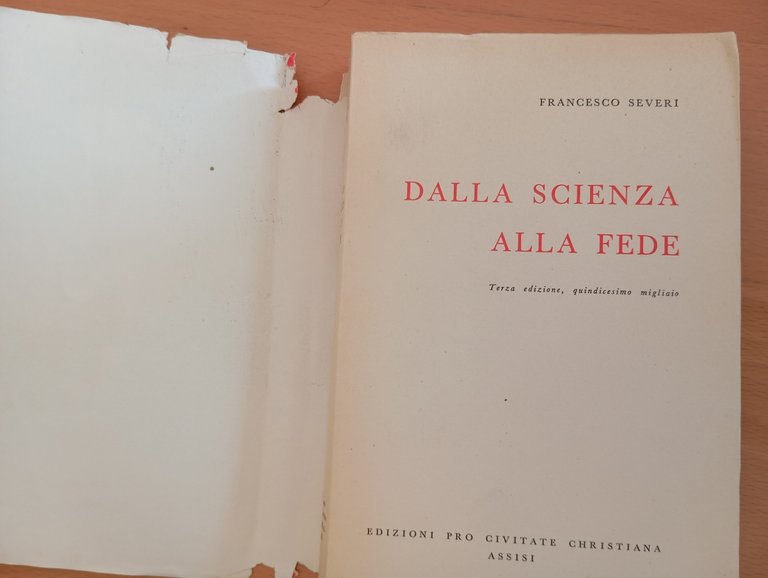 FRANCESCO SEVERI
DALLA SCIENZA
ALLA FEDE
Terza edizione, quindicesimo migliaio
EDIZIONI PRO CIVITATE CHRISTIANA
ASSISI